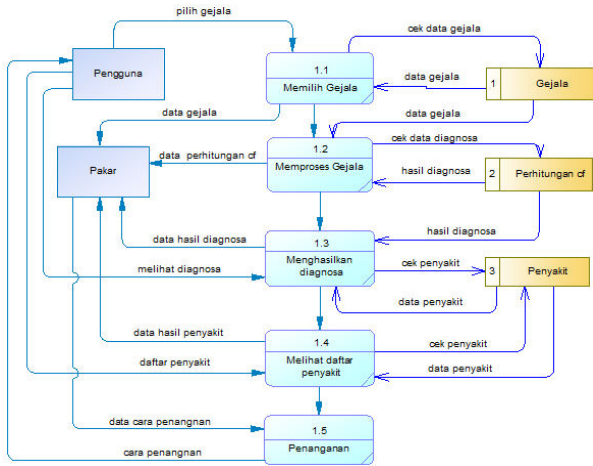 pilih gejala
cek data gejala
Pengguna
1.1
Memilih Gejala
data gejala
1
Gejala
data gejala
data gejala
1.2
Memproses Gejala
cek data diagnosa
Pakar
data perhitungan cf
hasil diagnosa
2
Perhitungan cf
data hasil diagnosa
1.3
Menghasilkan
diagnosa
hasil diagnosa
melihat diagnosa
cek penyakit
3
Penyakit
data penyakit
data hasil penyakit
1.4
Melihat daftar
penyakit
cek penyakit
daftar penyakit
data penyakit
data cara penangnan
1.5
Penanganan
cara penangnan